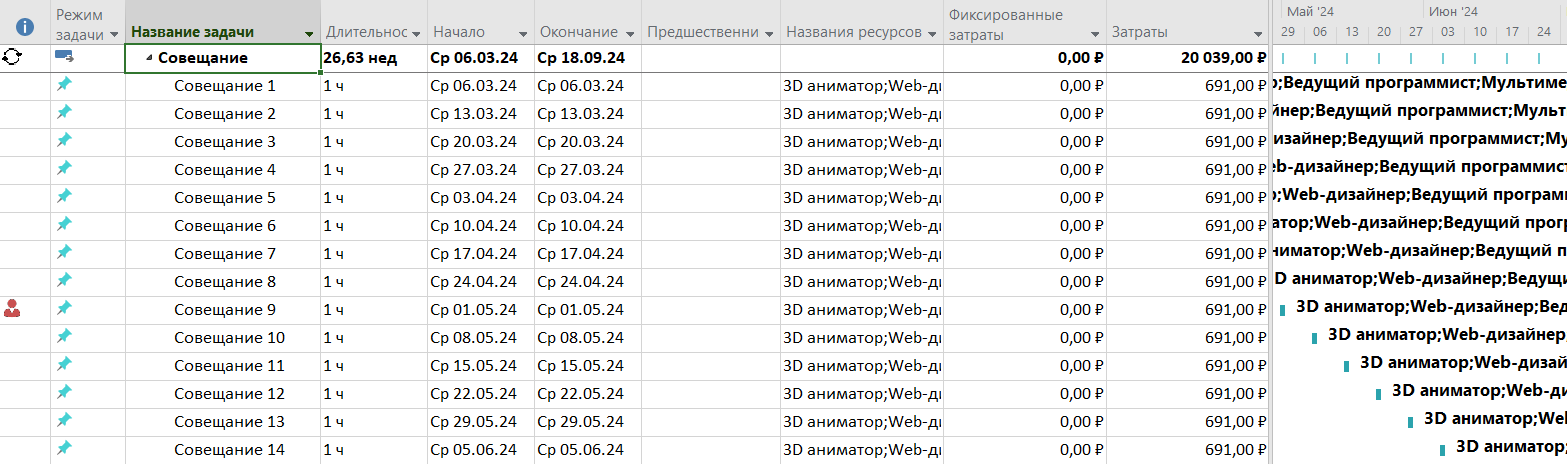 Режим задачи Название задачи Длительнос Начало Окончание Предшественни Названия ресурсов Фиксированные затраты Затраты Май '24 Июн '24
29 06 13 20 27 03 10 17 24
Совещание 26,63 нед Ср 06.03.24 Ср 18.09.24 0,00 ₽ 20 039,00 ₽
Совещание 1 1 ч Ср 06.03.24 Ср 06.03.24 3D аниматор;Web-ди 0,00 ₽ 691,00 ₽ р;Ведущий программист;Мультиме
Совещание 2 1 ч Ср 13.03.24 Ср 13.03.24 3D аниматор;Web-ди 0,00 ₽ 691,00 ₽ йнер;Ведущий программист;Мульт
Совещание 3 1 ч Ср 20.03.24 Ср 20.03.24 3D аниматор;Web-ди 0,00 ₽ 691,00 ₽ изайнер;Ведущий программист;Му
Совещание 4 1 ч Ср 27.03.24 Ср 27.03.24 3D аниматор;Web-ди 0,00 ₽ 691,00 ₽ eb-дизайнер;Ведущий программист
Совещание 5 1 ч Ср 03.04.24 Ср 03.04.24 3D аниматор;Web-ди 0,00 ₽ 691,00 ₽ р;Web-дизайнер;Ведущий програм
Совещание 6 1 ч Ср 10.04.24 Ср 10.04.24 3D аниматор;Web-ди 0,00 ₽ 691,00 ₽ атор;Web-дизайнер;Ведущий прог
Совещание 7 1 ч Ср 17.04.24 Ср 17.04.24 3D аниматор;Web-ди 0,00 ₽ 691,00 ₽ ниматор;Web-дизайнер;Ведущий п
Совещание 8 1 ч Ср 24.04.24 Ср 24.04.24 3D аниматор;Web-ди 0,00 ₽ 691,00 ₽ D аниматор;Web-дизайнер;Ведущи
Совещание 9 1 ч Ср 01.05.24 Ср 01.05.24 3D аниматор;Web-ди 0,00 ₽ 691,00 ₽ 3D аниматор;Web-дизайнер;Вед
Совещание 10 1 ч Ср 08.05.24 Ср 08.05.24 3D аниматор;Web-ди 0,00 ₽ 691,00 ₽ 3D аниматор;Web-дизайнер
Совещание 11 1 ч Ср 15.05.24 Ср 15.05.24 3D аниматор;Web-ди 0,00 ₽ 691,00 ₽ 3D аниматор;Web-дизай
Совещание 12 1 ч Ср 22.05.24 Ср 22.05.24 3D аниматор;Web-ди 0,00 ₽ 691,00 ₽ 3D аниматор;Web-ди
Совещание 13 1 ч Ср 29.05.24 Ср 29.05.24 3D аниматор;Web-ди 0,00 ₽ 691,00 ₽ 3D аниматор;Web
Совещание 14 1 ч Ср 05.06.24 Ср 05.06.24 3D аниматор;Web-ди 0,00 ₽ 691,00 ₽ 3D аниматор;